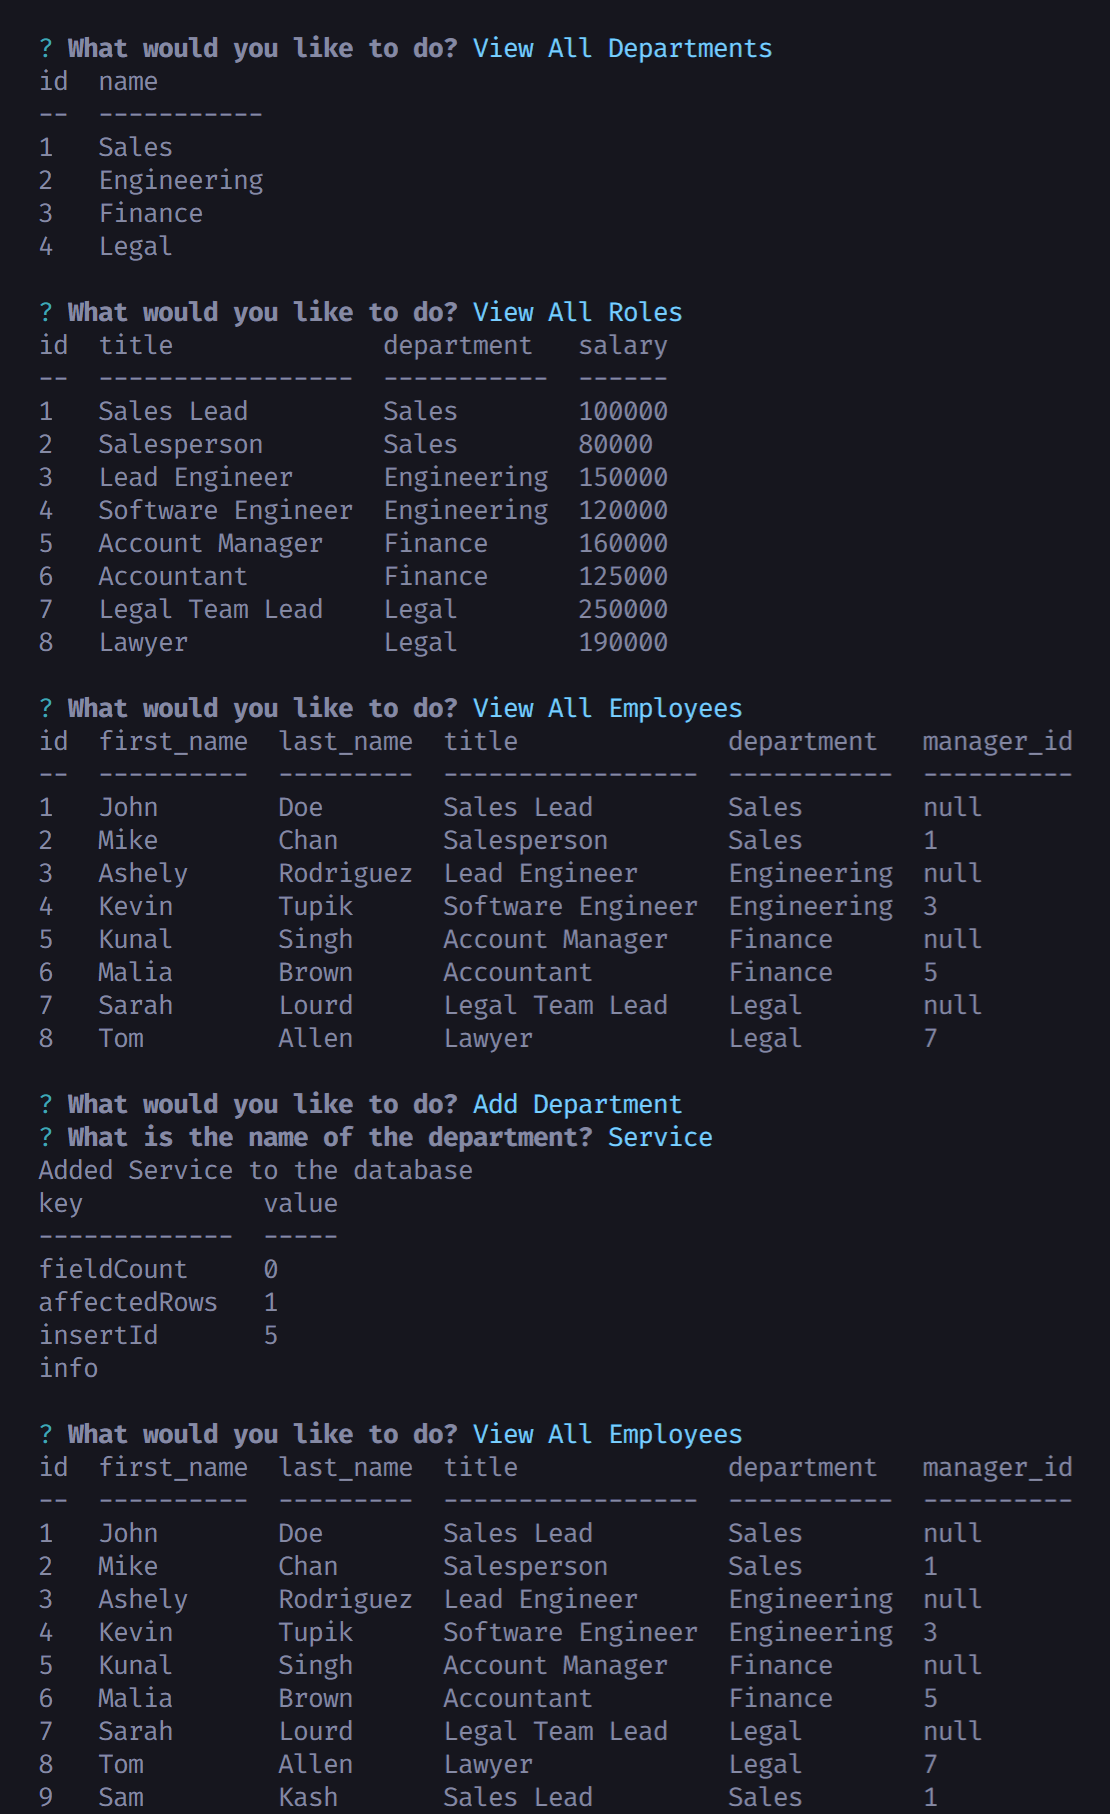 ? What would you like to do? View All Departments
id  name
--  -----------
1   Sales
2   Engineering
3   Finance
4   Legal
? What would you like to do? View All Roles
id  title              department   salary
--  -----------------  -----------  ------
1   Sales Lead         Sales        100000
2   Salesperson        Sales        80000
3   Lead Engineer      Engineering  150000
4   Software Engineer  Engineering  120000
5   Account Manager    Finance      160000
6   Accountant         Finance      125000
7   Legal Team Lead    Legal        250000
8   Lawyer             Legal        190000
? What would you like to do? View All Employees
id  first_name  last_name  title              department   manager_id
--  ----------  ---------  -----------------  -----------  ----------
1   John        Doe        Sales Lead         Sales        null
2   Mike        Chan       Salesperson        Sales        1
3   Ashely      Rodriguez  Lead Engineer      Engineering  null
4   Kevin       Tupik      Software Engineer  Engineering  3
5   Kunal       Singh      Account Manager    Finance      null
6   Malia       Brown      Accountant         Finance      5
7   Sarah       Lourd      Legal Team Lead    Legal        null
8   Tom         Allen      Lawyer             Legal        7
? What would you like to do? Add Department
? What is the name of the department? Service
Added Service to the database
key            value
-------------  -----
fieldCount     0
affectedRows   1
insertId       5
info
? What would you like to do? View All Employees
id  first_name  last_name  title              department   manager_id
--  ----------  ---------  -----------------  -----------  ----------
1   John        Doe        Sales Lead         Sales        null
2   Mike        Chan       Salesperson        Sales        1
3   Ashely      Rodriguez  Lead Engineer      Engineering  null
4   Kevin       Tupik      Software Engineer  Engineering  3
5   Kunal       Singh      Account Manager    Finance      null
6   Malia       Brown      Accountant         Finance      5
7   Sarah       Lourd      Legal Team Lead    Legal        null
8   Tom         Allen      Lawyer             Legal        7
9   Sam         Kash       Sales Lead         Sales        1